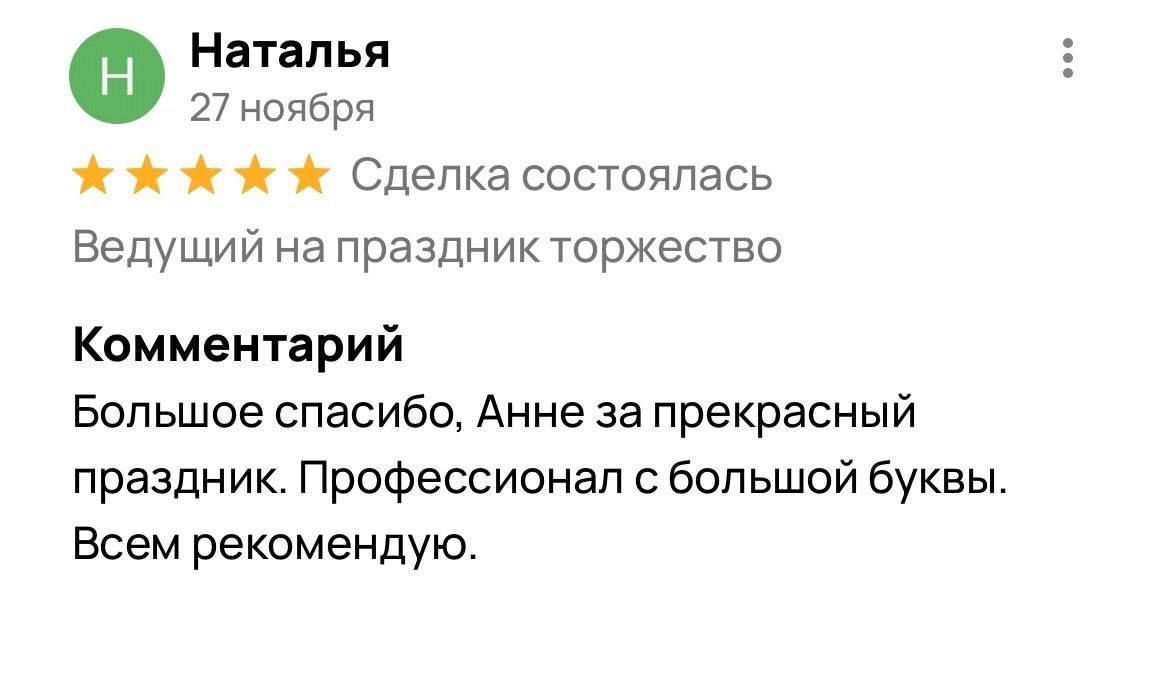 Н
Наталья
27 ноября
Сделка состоялась
Ведущий на праздник торжество
Комментарий
Большое спасибо, Анне за прекрасный
праздник. Профессионал с большой буквы.
Всем рекомендую.